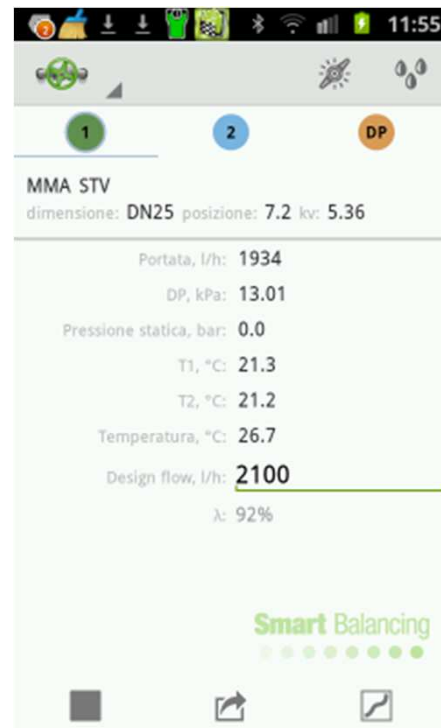 2
11:55
1
2
DP
MMA STV
dimensione: DN25 posizione: 7.2 kv: 5.36
Portata, l/h: 1934
DP, kPa: 13.01
Pressione statica, bar: 0.0
T1, °C: 21.3
T2, °C: 21.2
Temperatura, °C: 26.7
Design flow, l/h: 2100
λ: 92%
Smart Balancing